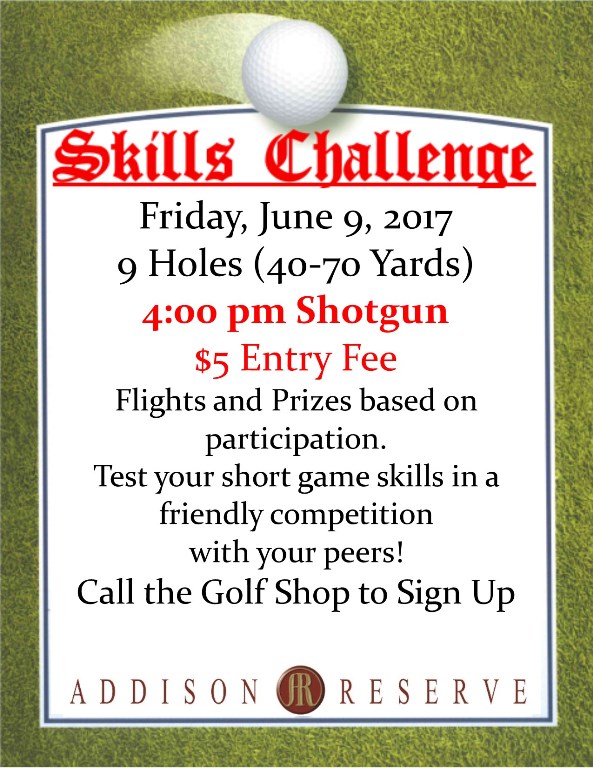 Skills Challenge
Friday, June 9, 2017
9 Holes (40-70 Yards)
4:00 pm Shotgun
$5 Entry Fee
Flights and Prizes based on
participation.
Test your short game skills in a
friendly competition
with your peers!
Call the Golf Shop to Sign Up
ADDISON AR RESERVE